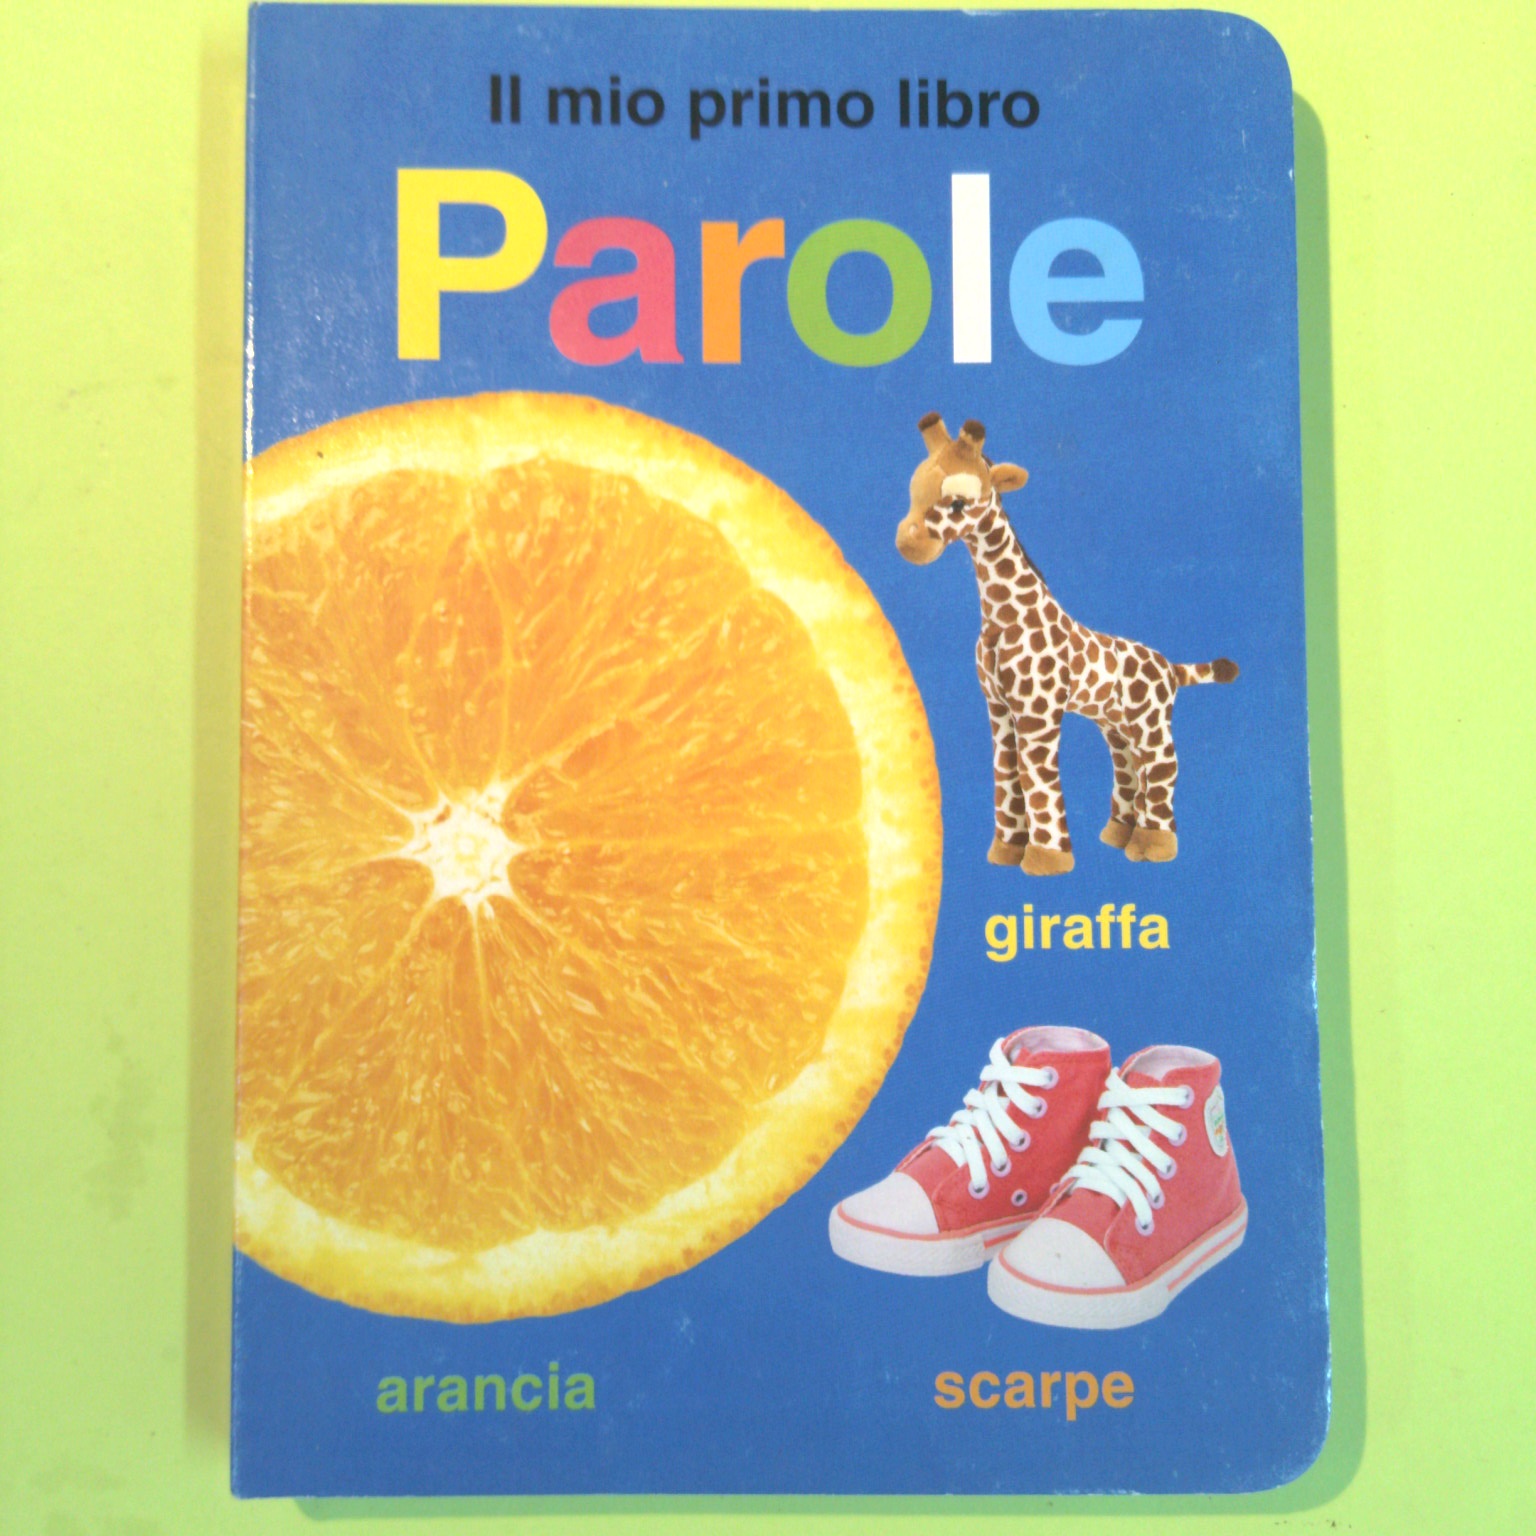 Il mio primo libro
Parole
giraffa
arancia
scarpe